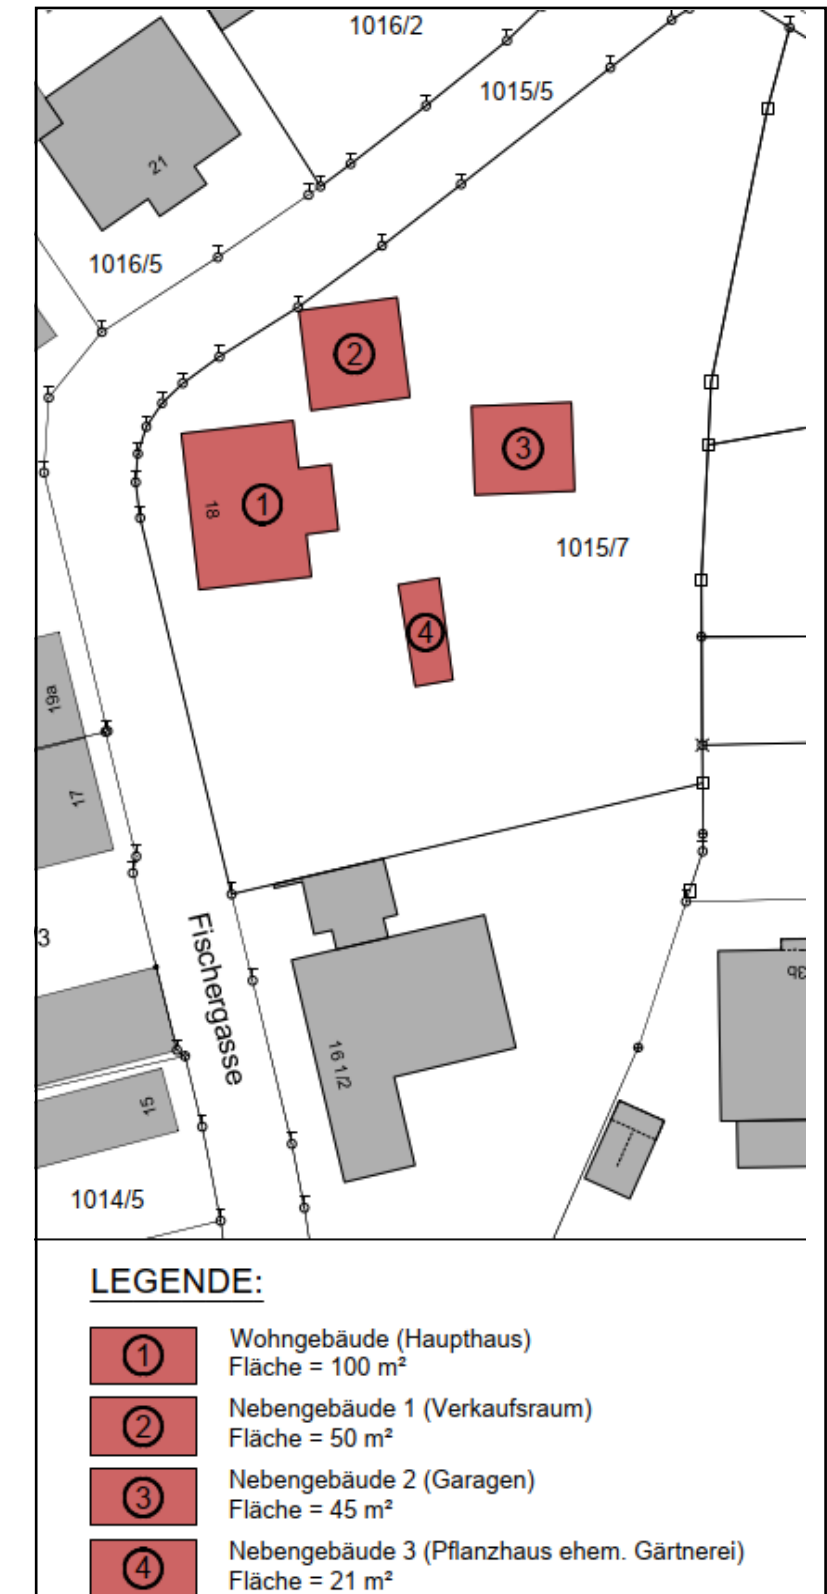 1016/2
1015/5
21
1016/5
2
3
1
18
1015/7
4
19a
17
3
Fischergasse
16 1/2
3b
15
1014/5
LEGENDE:
1
Wohngebäude (Haupthaus)
Fläche = 100 m²
2
Nebengebäude 1 (Verkaufsraum)
Fläche = 50 m²
3
Nebengebäude 2 (Garagen)
Fläche = 45 m²
4
Nebengebäude 3 (Pflanzhaus ehem. Gärtnerei)
Fläche = 21 m²